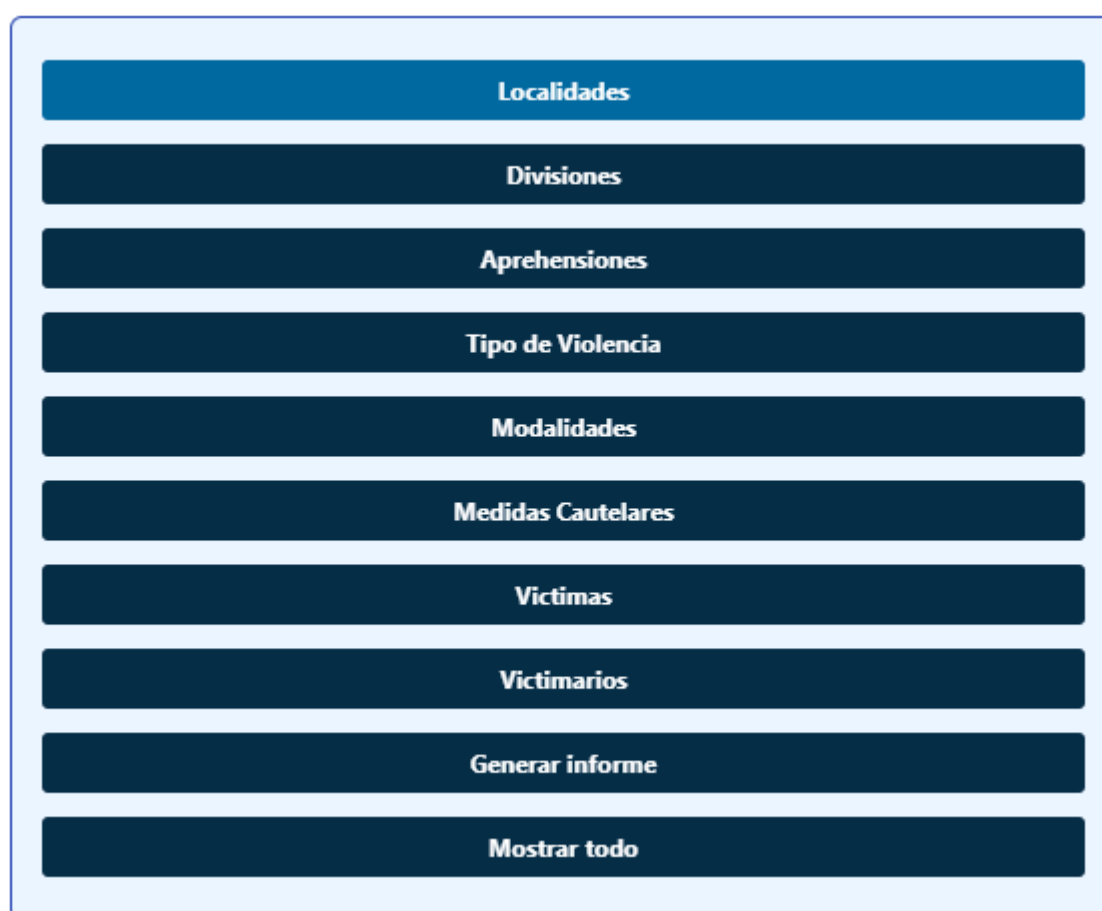 Localidades
Divisiones
Aprehensiones
Tipo de Violencia
Modalidades
Medidas Cautelares
Victimas
Victimarios
Generar informe
Mostrar todo